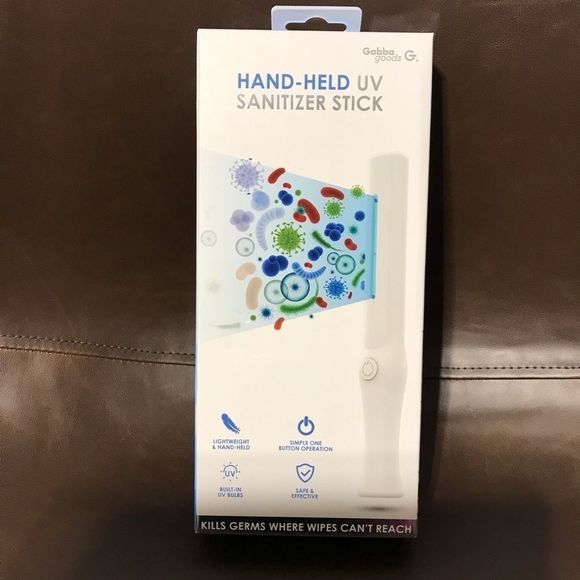 Gabba
goods G.
HAND-HELD UV
SANITIZER STICK
LIGHTWEIGHT
& HAND-HELD
SIMPLE ONE
BUTTON OPERATION
UV
BUILT-IN
UV BULBS
SAFE &
EFFECTIVE
KILLS GERMS WHERE WIPES CAN'T REACH